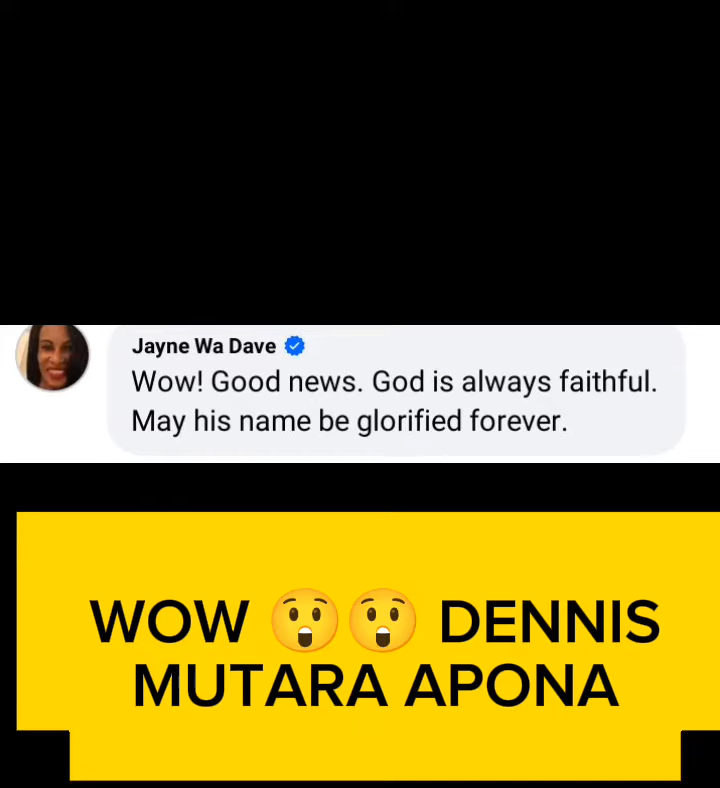 Jayne Wa Dave
Wow! Good news. God is always faithful.
May his name be glorified forever.
WOW 😲😲 DENNIS
MUTARA APONA